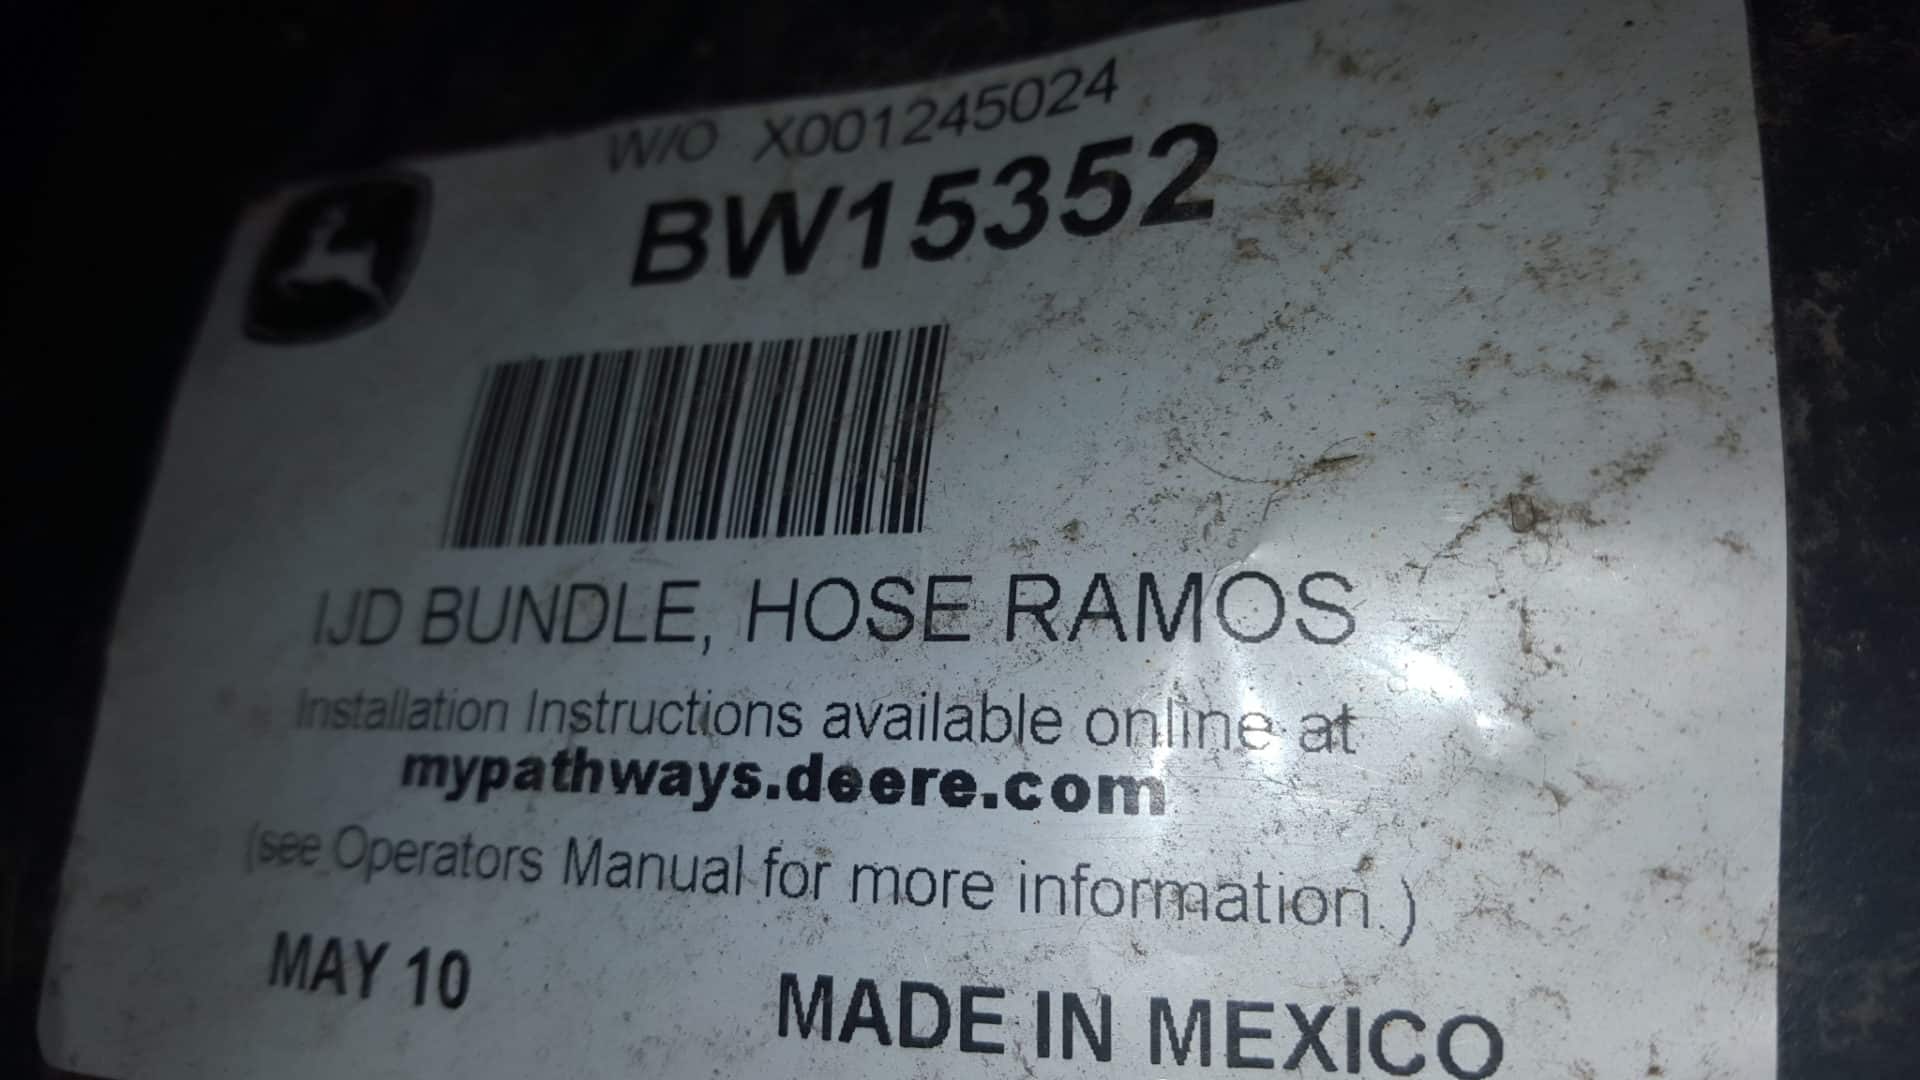 W/O X001245024
BW15352
IJD BUNDLE, HOSE RAMOS
Installation Instructions available online at
mypathways.deere.com
(see Operators Manual for more information.)
MAY 10
MADE IN MEXICO